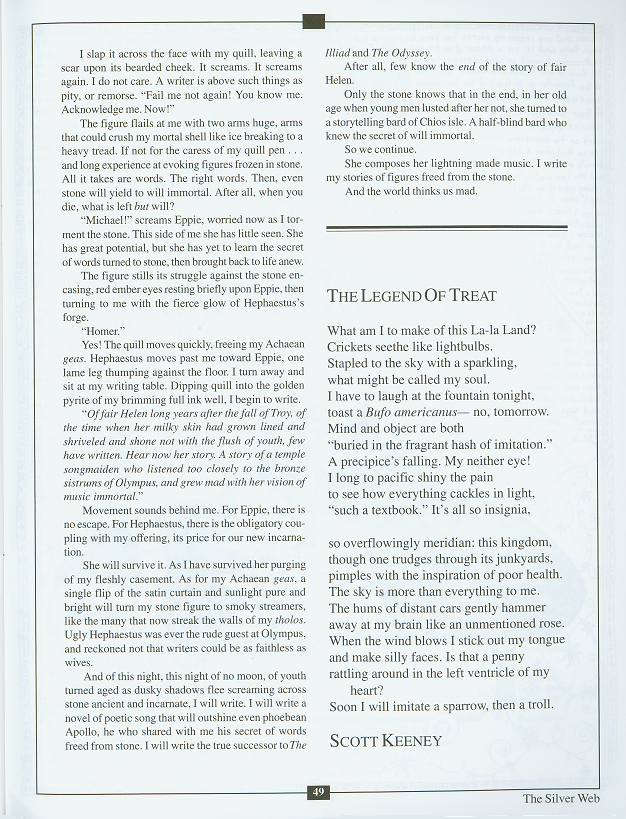 I slap it across the face with my quill, leaving a
scar upon its bearded cheek. It screams. It screams
again. I do not care. A writer is above such things as
pity, or remorse. “Fail me not again! You know me.
Acknowledge me. Now!”
The figure flails at me with two arms huge, arms
that could crush my mortal shell like ice breaking to a
heavy tread. If not for the caress of my quill pen . . .
and long experience at evoking figures frozen in stone.
All it takes are words. The right words. Then, even
stone will yield to will immortal. After all, when you
die, what is left but will?
“Michael!” screams Eppie, worried now as I tor-
ment the stone. This side of me she has little seen. She
has great potential, but she has yet to learn the secret
of words turned to stone, then brought back to life anew.
The figure stills its struggle against the stone en-
casing, red ember eyes resting briefly upon Eppie, then
turning to me with the fierce glow of Hephaestus’s
forge.
“Homer.”
Yes! The quill moves quickly, freeing my Achaean
geas. Hephaestus moves past me toward Eppie, one
lame leg thumping against the floor. I turn away and
sit at my writing table. Dipping quill into the golden
pyrite of my brimming full ink well, I begin to write.
“Of fair Helen long years after the fall of Troy, of
the time when her milky skin had grown lined and
shriveled and shone not with the flush of youth, few
have written. Hear now her story. A story of a temple
songmaiden who listened too closely to the bronze
sistrums of Olympus, and grew mad with her vision of
music immortal.”
Movement sounds behind me. For Eppie, there is
no escape. For Hephaestus, there is the obligatory cou-
pling with my offering, its price for our new incarna-
tion.
She will survive it. As I have survived her purging
of my fleshly casement. As for my Achaean geas, a
single flip of the satin curtain and sunlight pure and
bright will turn my stone figure to smoky streamers,
like the many that now streak the walls of my tholos.
Ugly Hephaestus was ever the rude guest at Olympus,
and reckoned not that writers could be as faithless as
wives.
And of this night, this night of no moon, of youth
turned aged as dusky shadows flee screaming across
stone ancient and incarnate, I will write. I will write a
novel of poetic song that will outshine even phoebean
Apollo, he who shared with me his secret of words
freed from stone. I will write the true successor to The
Illiad and The Odyssey.
After all, few know the end of the story of fair
Helen.
Only the stone knows that in the end, in her old
age when young men lusted after her not, she turned to
a storytelling bard of Chios isle. A half-blind bard who
knew the secret of will immortal.
So we continue.
She composes her lightning made music. I write
my stories of figures freed from the stone.
And the world thinks us mad.
THE LEGEND OF TREAT
What am I to make of this La-la Land?
Crickets seethe like lightbulbs.
Stapled to the sky with a sparkling,
what might be called my soul.
I have to laugh at the fountain tonight,
toast a Bufo americanus— no, tomorrow.
Mind and object are both
“buried in the fragrant hash of imitation.”
A precipice’s falling. My neither eye!
I long to pacific shiny the pain
to see how everything cackles in light,
“such a textbook.” It’s all so insignia,
so overflowingly meridian: this kingdom,
though one trudges through its junkyards,
pimples with the inspiration of poor health.
The sky is more than everything to me.
The hums of distant cars gently hammer
away at my brain like an unmentioned rose.
When the wind blows I stick out my tongue
and make silly faces. Is that a penny
rattling around in the left ventricle of my
heart?
Soon I will imitate a sparrow, then a troll.
SCOTT KEENEY
49
The Silver Web